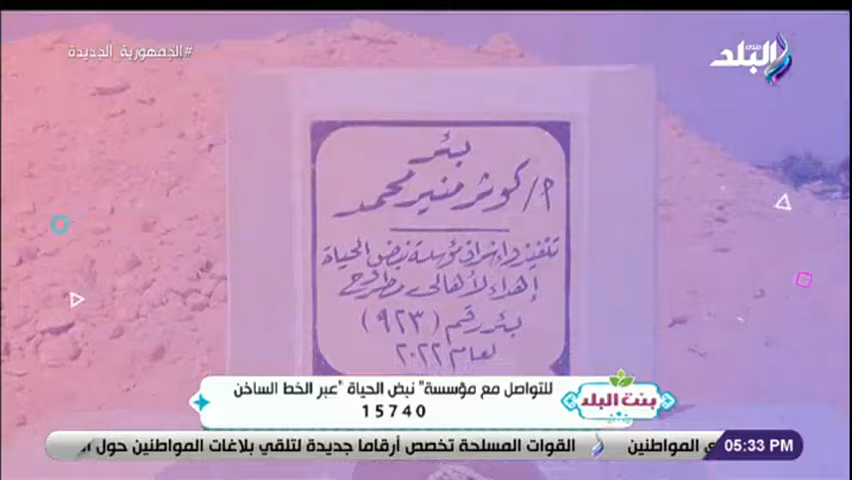 #الجمهورية_الجديدة
صدى
البلد
بئر
أ/ كوثر منير محمد
تنفيذ وإشراف مؤسسة نبض الحياة
إهداء لأهالى مطروح
بئر رقم (٩٢٣)
لعام ٢٠٢٢
للتواصل مع مؤسسة" نبض الحياة "عبر الخط الساخن
15740
بنت البلد
ى المواطنين
القوات المسلحة تخصص أرقاما جديدة لتلقي بلاغات المواطنين حول
05:33 PM